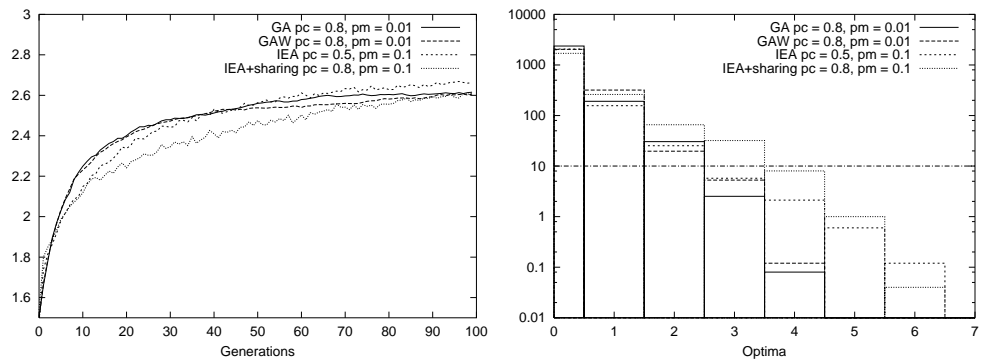 3
2.8
2.6
2.4
2.2
2
1.8
1.6
0 10 20 30 40 50 60 70 80 90 100
Generations
GA pc = 0.8, pm = 0.01
GAW pc = 0.8, pm = 0.01
IEA pc = 0.5, pm = 0.1
IEA+sharing pc = 0.8, pm = 0.1
10000
1000
100
10
1
0.1
0.01
0 1 2 3 4 5 6 7
Optima
GA pc = 0.8, pm = 0.01
GAW pc = 0.8, pm = 0.01
IEA pc = 0.5, pm = 0.1
IEA+sharing pc = 0.8, pm = 0.1